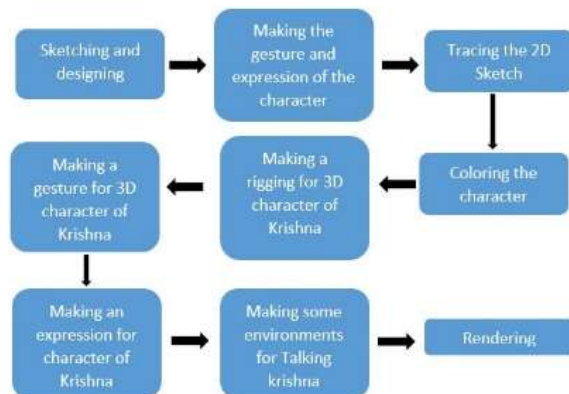 Sketching and
designing
Making the
gesture and
expression of the
character
Tracing the 2D
Sketch
Coloring the
character
Making a
rigging for 3D
character of
Krishna
Making a
gesture for 3D
character of
Krishna
Making an
expression for
character of
Krishna
Making some
environments
for Talking
krishna
Rendering